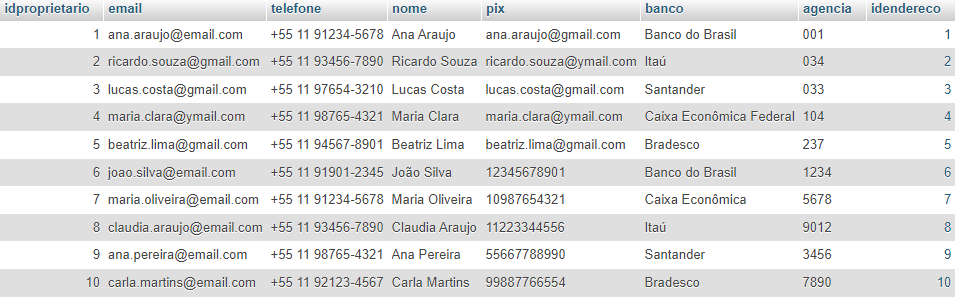 idproprietario email telefone nome pix banco agencia idendereco
1 ana.araujo@email.com +55 11 91234-5678 Ana Araujo ana.araujo@gmail.com Banco do Brasil 001 1
2 ricardo.souza@gmail.com +55 11 93456-7890 Ricardo Souza ricardo.souza@ymail.com Itaú 034 2
3 lucas.costa@gmail.com +55 11 97654-3210 Lucas Costa lucas.costa@gmail.com Santander 033 3
4 maria.clara@ymail.com +55 11 98765-4321 Maria Clara maria.clara@ymail.com Caixa Econômica Federal 104 4
5 beatriz.lima@gmail.com +55 11 94567-8901 Beatriz Lima beatriz.lima@gmail.com Bradesco 237 5
6 joao.silva@email.com +55 11 91901-2345 João Silva 12345678901 Banco do Brasil 1234 6
7 maria.oliveira@email.com +55 11 91234-5678 Maria Oliveira 10987654321 Caixa Econômica 5678 7
8 claudia.araujo@email.com +55 11 93456-7890 Claudia Araujo 11223344556 Itaú 9012 8
9 ana.pereira@email.com +55 11 98765-4321 Ana Pereira 55667788990 Santander 3456 9
10 carla.martins@email.com +55 11 92123-4567 Carla Martins 99887766554 Bradesco 7890 10